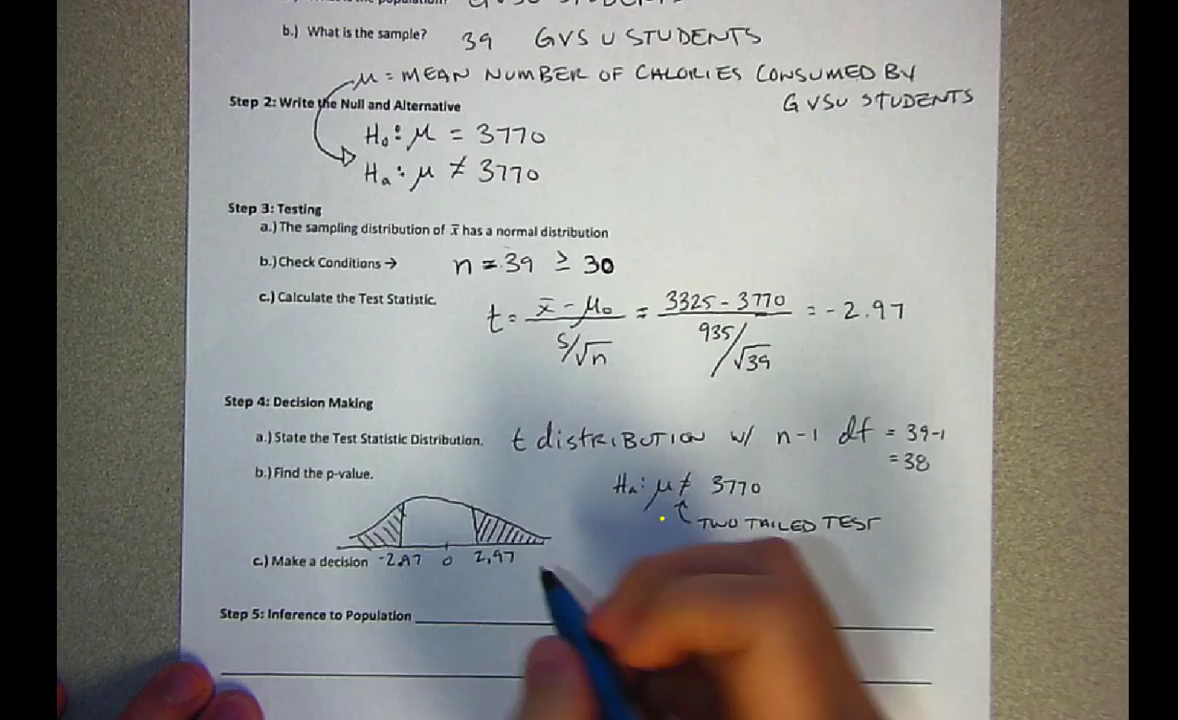 GVSU STUDENTS
b.) What is the sample? 39 GVSU STUDENTS
μ = MEAN NUMBER OF CALORIES CONSUMED BY
GVSU STUDENTS
Step 2: Write the Null and Alternative
H₀: μ = 3770
Hₐ: μ ≠ 3770
Step 3: Testing
a.) The sampling distribution of x̄ has a normal distribution
b.) Check Conditions → n = 39 ≥ 30
c.) Calculate the Test Statistic. t = (x̄ - μ₀)/(s/√n) = (3325 - 3770)/(935/√39) = -2.97
Step 4: Decision Making
a.) State the Test Statistic Distribution. t distRIBUTION w/ n-1 df = 39-1
= 38
b.) Find the p-value. Hₐ: μ ≠ 3770
TWO TAILED TEST
c.) Make a decision -2.97 0 2.97
Step 5: Inference to Population